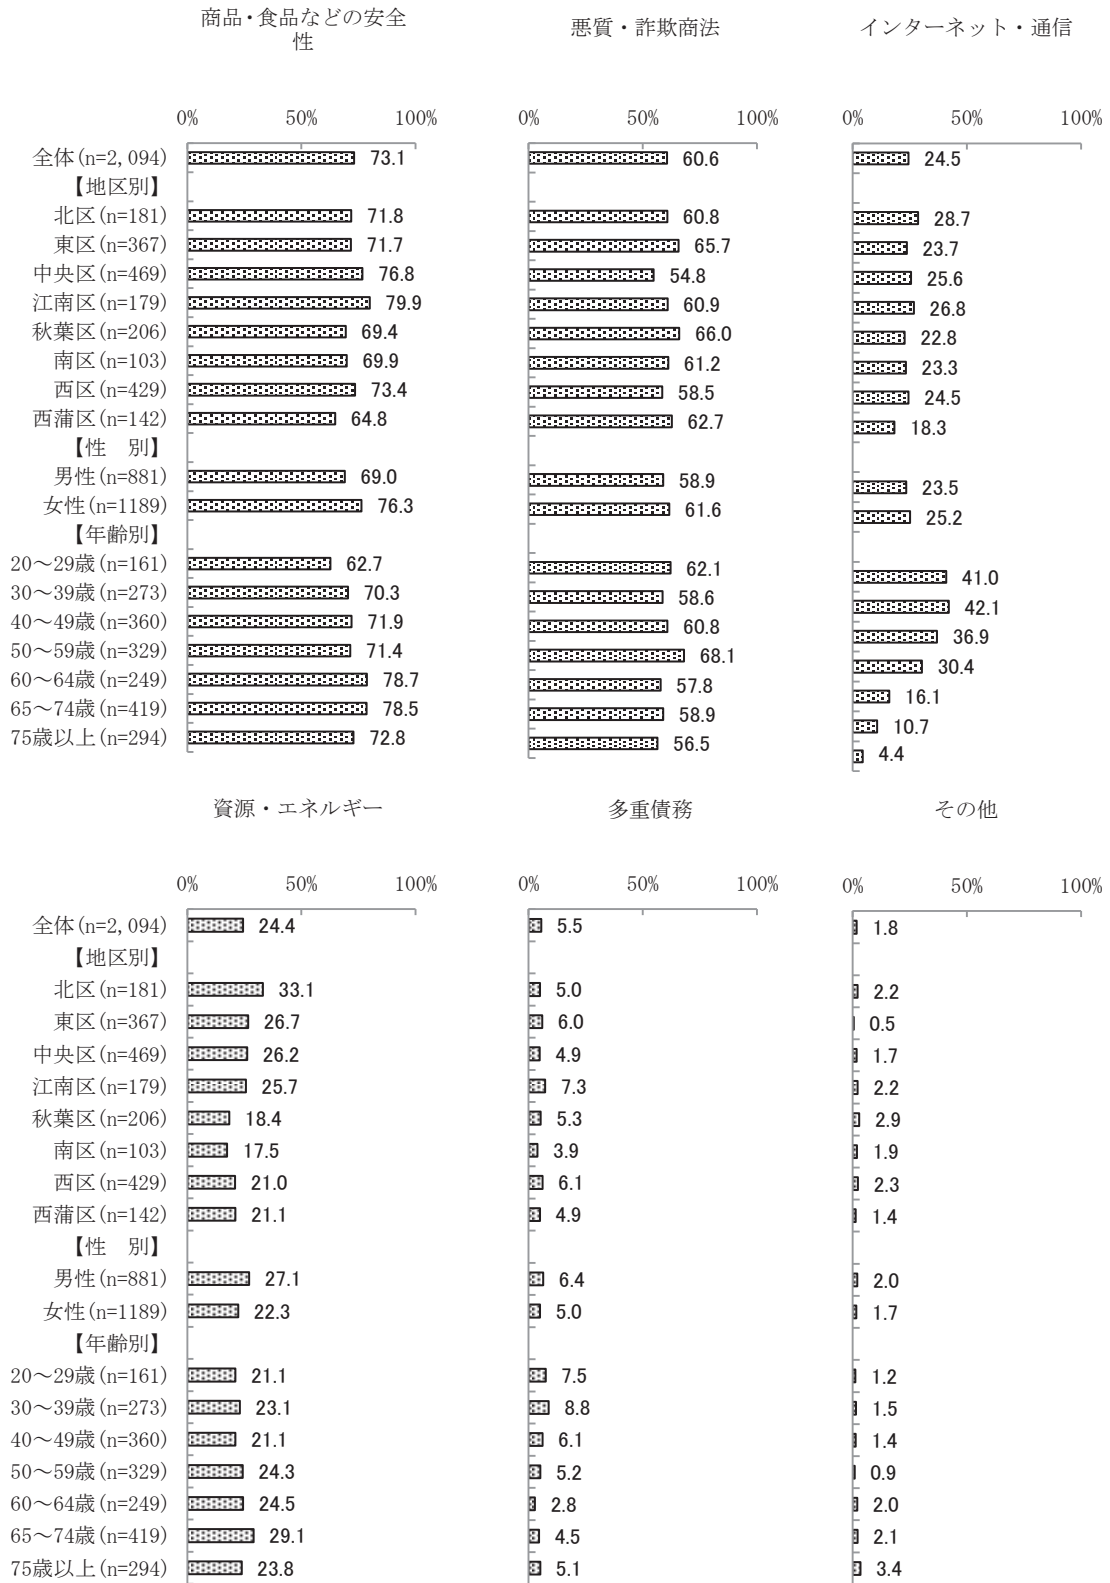 商品・食品などの安全
性
悪質・詐欺商法
インターネット・通信
0% 50% 100% 0% 50% 100% 0% 50% 100%
全体(n=2,094) 73.1 60.6 24.5
【地区別】
北区(n=181) 71.8 60.8 28.7
東区(n=367) 71.7 65.7 23.7
中央区(n=469) 76.8 54.8 25.6
江南区(n=179) 79.9 60.9 26.8
秋葉区(n=206) 69.4 66.0 22.8
南区(n=103) 69.9 61.2 23.3
西区(n=429) 73.4 58.5 24.5
西蒲区(n=142) 64.8 62.7 18.3
【性　別】
男性(n=881) 69.0 58.9 23.5
女性(n=1189) 76.3 61.6 25.2
【年齢別】
20～29歳(n=161) 62.7 62.1 41.0
30～39歳(n=273) 70.3 58.6 42.1
40～49歳(n=360) 71.9 60.8 36.9
50～59歳(n=329) 71.4 68.1 30.4
60～64歳(n=249) 78.7 57.8 16.1
65～74歳(n=419) 78.5 58.9 10.7
75歳以上(n=294) 72.8 56.5 4.4
資源・エネルギー 多重債務 その他
0% 50% 100% 0% 50% 100% 0% 50% 100%
全体(n=2,094) 24.4 5.5 1.8
【地区別】
北区(n=181) 33.1 5.0 2.2
東区(n=367) 26.7 6.0 0.5
中央区(n=469) 26.2 4.9 1.7
江南区(n=179) 25.7 7.3 2.2
秋葉区(n=206) 18.4 5.3 2.9
南区(n=103) 17.5 3.9 1.9
西区(n=429) 21.0 6.1 2.3
西蒲区(n=142) 21.1 4.9 1.4
【性　別】
男性(n=881) 27.1 6.4 2.0
女性(n=1189) 22.3 5.0 1.7
【年齢別】
20～29歳(n=161) 21.1 7.5 1.2
30～39歳(n=273) 23.1 8.8 1.5
40～49歳(n=360) 21.1 6.1 1.4
50～59歳(n=329) 24.3 5.2 0.9
60～64歳(n=249) 24.5 2.8 2.0
65～74歳(n=419) 29.1 4.5 2.1
75歳以上(n=294) 23.8 5.1 3.4